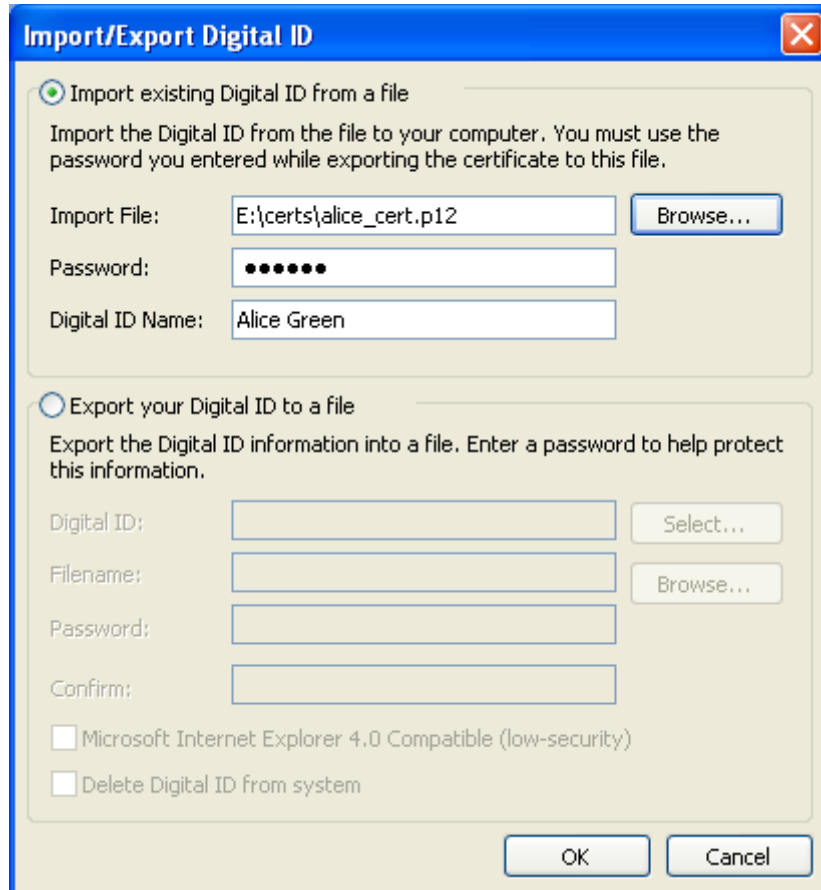 Import/Export Digital ID
Import existing Digital ID from a file
Import the Digital ID from the file to your computer. You must use the
password you entered while exporting the certificate to this file.
Import File: E:\certs\alice_cert.p12 Browse...
Password: ●●●●●●
Digital ID Name: Alice Green
Export your Digital ID to a file
Export the Digital ID information into a file. Enter a password to help protect
this information.
Digital ID: Select...
Filename: Browse...
Password:
Confirm:
Microsoft Internet Explorer 4.0 Compatible (low-security)
Delete Digital ID from system
OK Cancel